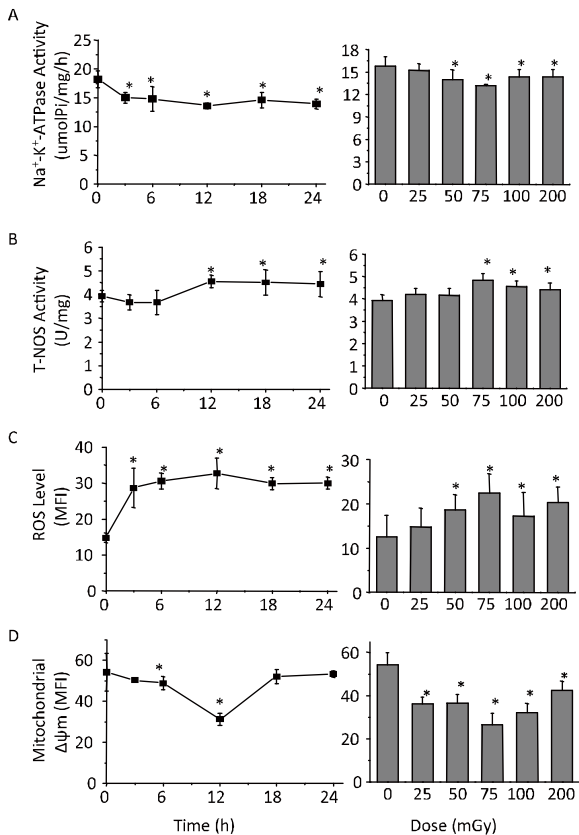 A
Na⁺-K⁺-ATPase Activity
(umolPi/mg/h)
25
20
15
10
5
0
0 6 12 18 24
* * * * *
18
15
12
9
6
3
0
0 25 50 75 100 200
* * * *
B
T-NOS Activity
(U/mg)
6
5
4
3
2
1
0
0 6 12 18 24
* * *
6
5
4
3
2
1
0
0 25 50 75 100 200
* * *
C
ROS Level
(MFI)
40
30
20
10
0
0 6 12 18 24
* * * * *
30
20
10
0
0 25 50 75 100 200
* * * *
D
Mitochondrial
Δψm (MFI)
60
40
20
0
0 6 12 18 24
* *
Time (h)
60
40
20
0
0 25 50 75 100 200
* * * * *
Dose (mGy)